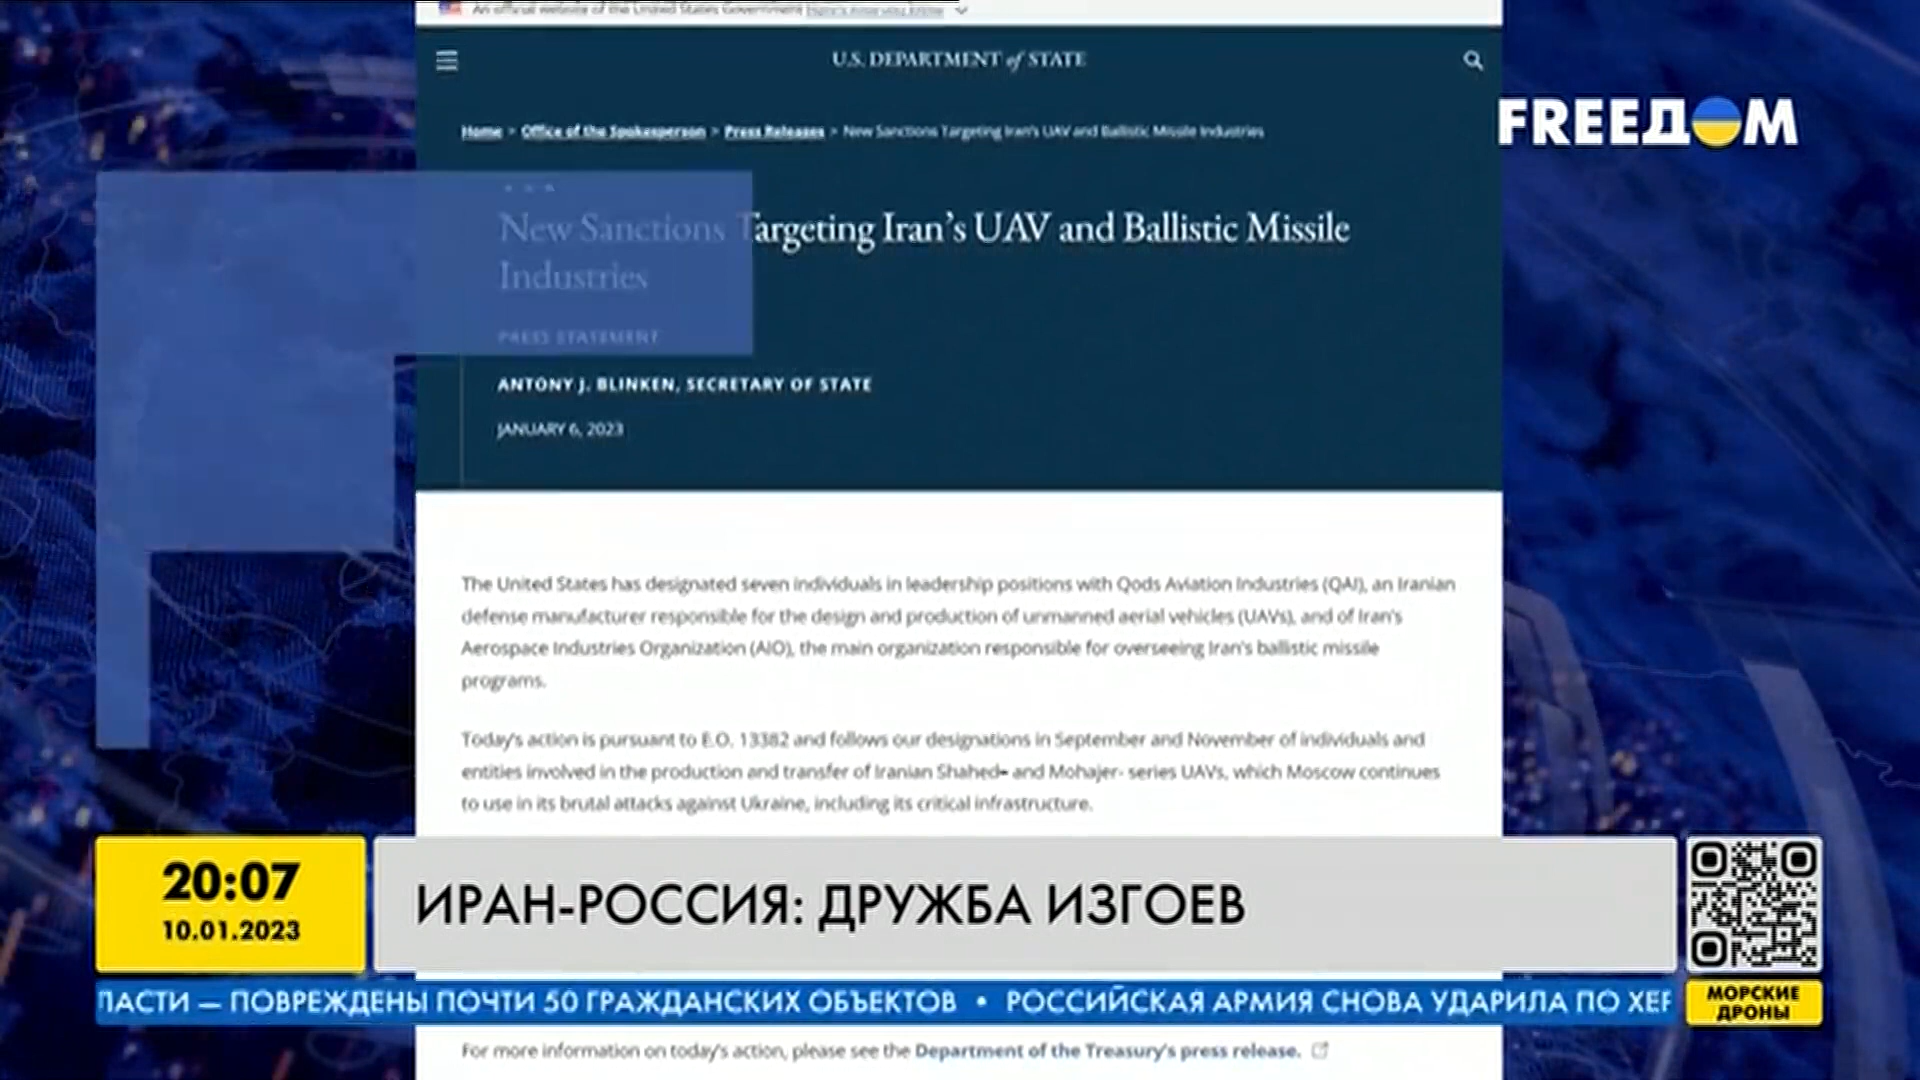 An official website of the United States Government Here's how you know
U.S. DEPARTMENT of STATE
FREEДOM
Home > Office of the Spokesperson > Press Releases > New Sanctions Targeting Iran's UAV and Ballistic Missile Industries
New Sanctions Targeting Iran's UAV and Ballistic Missile
Industries
PRESS STATEMENT
ANTONY J. BLINKEN, SECRETARY OF STATE
JANUARY 6, 2023
The United States has designated seven individuals in leadership positions with Qods Aviation Industries (QAI), an Iranian
defense manufacturer responsible for the design and production of unmanned aerial vehicles (UAVs), and of Iran's
Aerospace Industries Organization (AIO), the main organization responsible for overseeing Iran's ballistic missile
programs.
Today's action is pursuant to E.O. 13382 and follows our designations in September and November of individuals and
entities involved in the production and transfer of Iranian Shahed- and Mohajer- series UAVs, which Moscow continues
to use in its brutal attacks against Ukraine, including its critical infrastructure.
20:07
10.01.2023
ИРАН-РОССИЯ: ДРУЖБА ИЗГОЕВ
ЛАСТИ — ПОВРЕЖДЕНЫ ПОЧТИ 50 ГРАЖДАНСКИХ ОБЪЕКТОВ • РОССИЙСКАЯ АРМИЯ СНОВА УДАРИЛА ПО ХЕР
МОРСКИЕ
ДРОНЫ
For more information on today's action, please see the Department of the Treasury's press release.